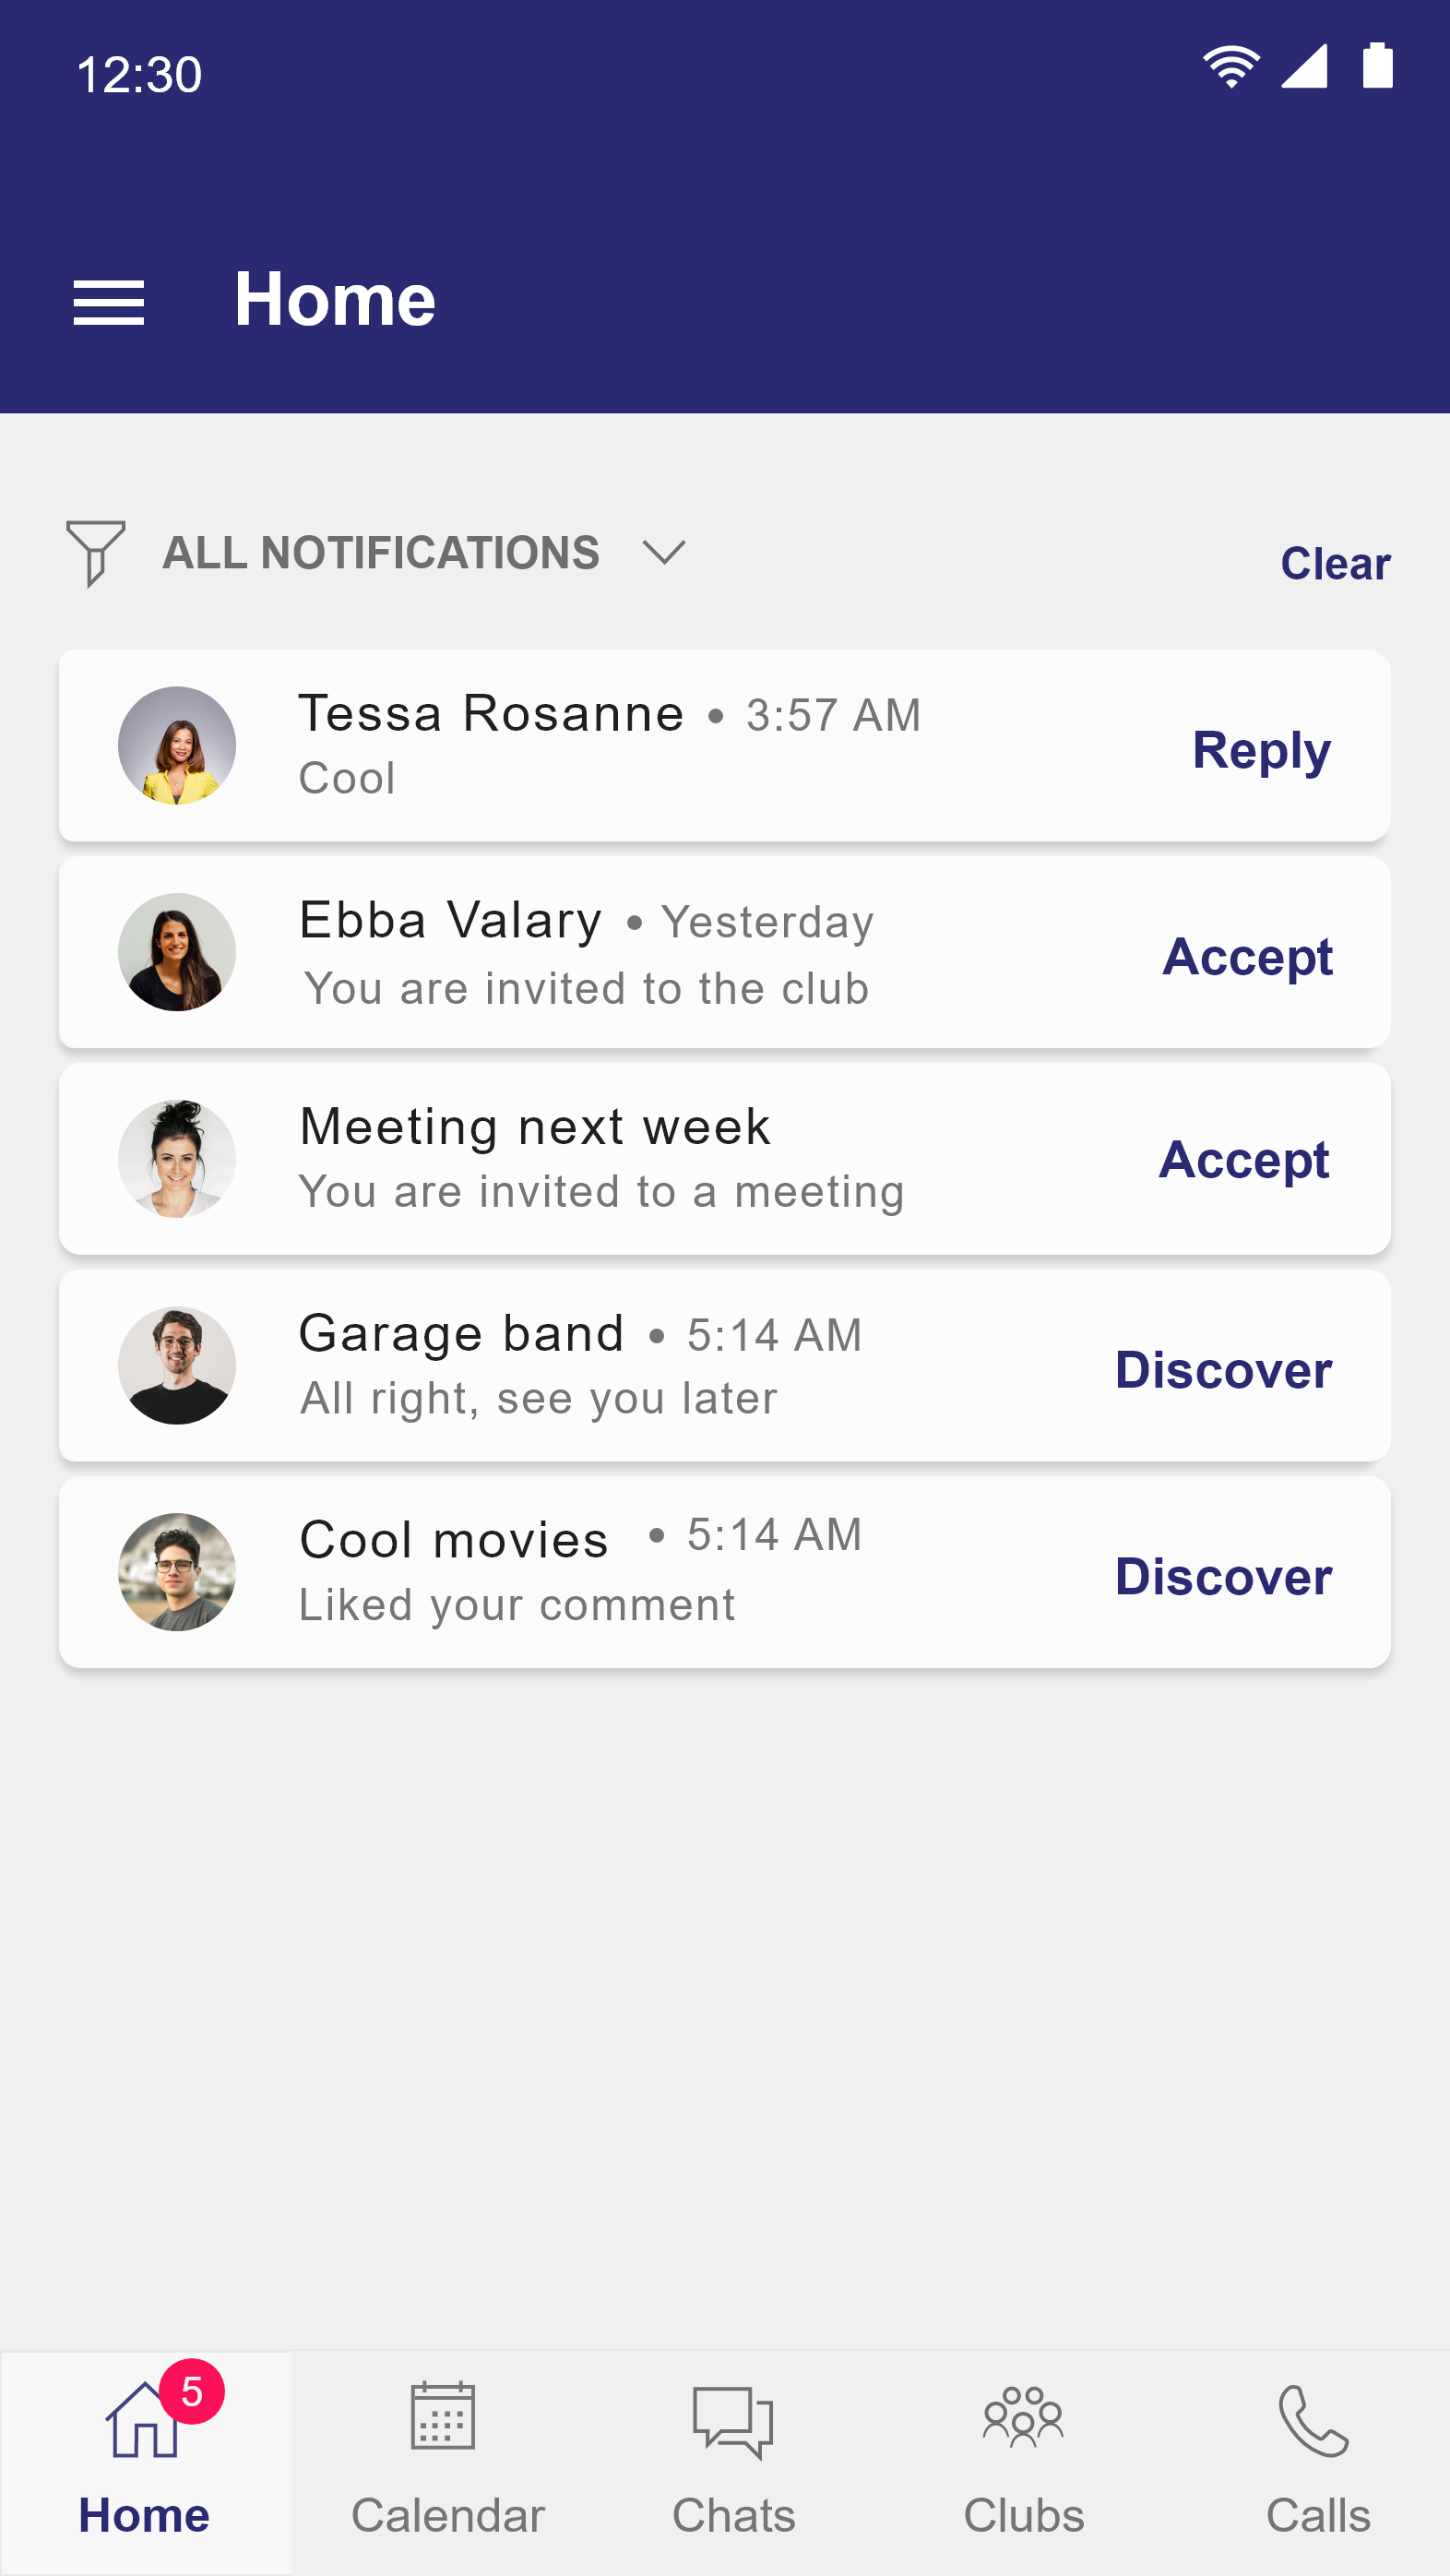 12:30
Home
ALL NOTIFICATIONS
Clear
Tessa Rosanne • 3:57 AM
Cool
Reply
Ebba Valary • Yesterday
You are invited to the club
Accept
Meeting next week
You are invited to a meeting
Accept
Garage band • 5:14 AM
All right, see you later
Discover
Cool movies • 5:14 AM
Liked your comment
Discover
5
Home
Calendar
Chats
Clubs
Calls